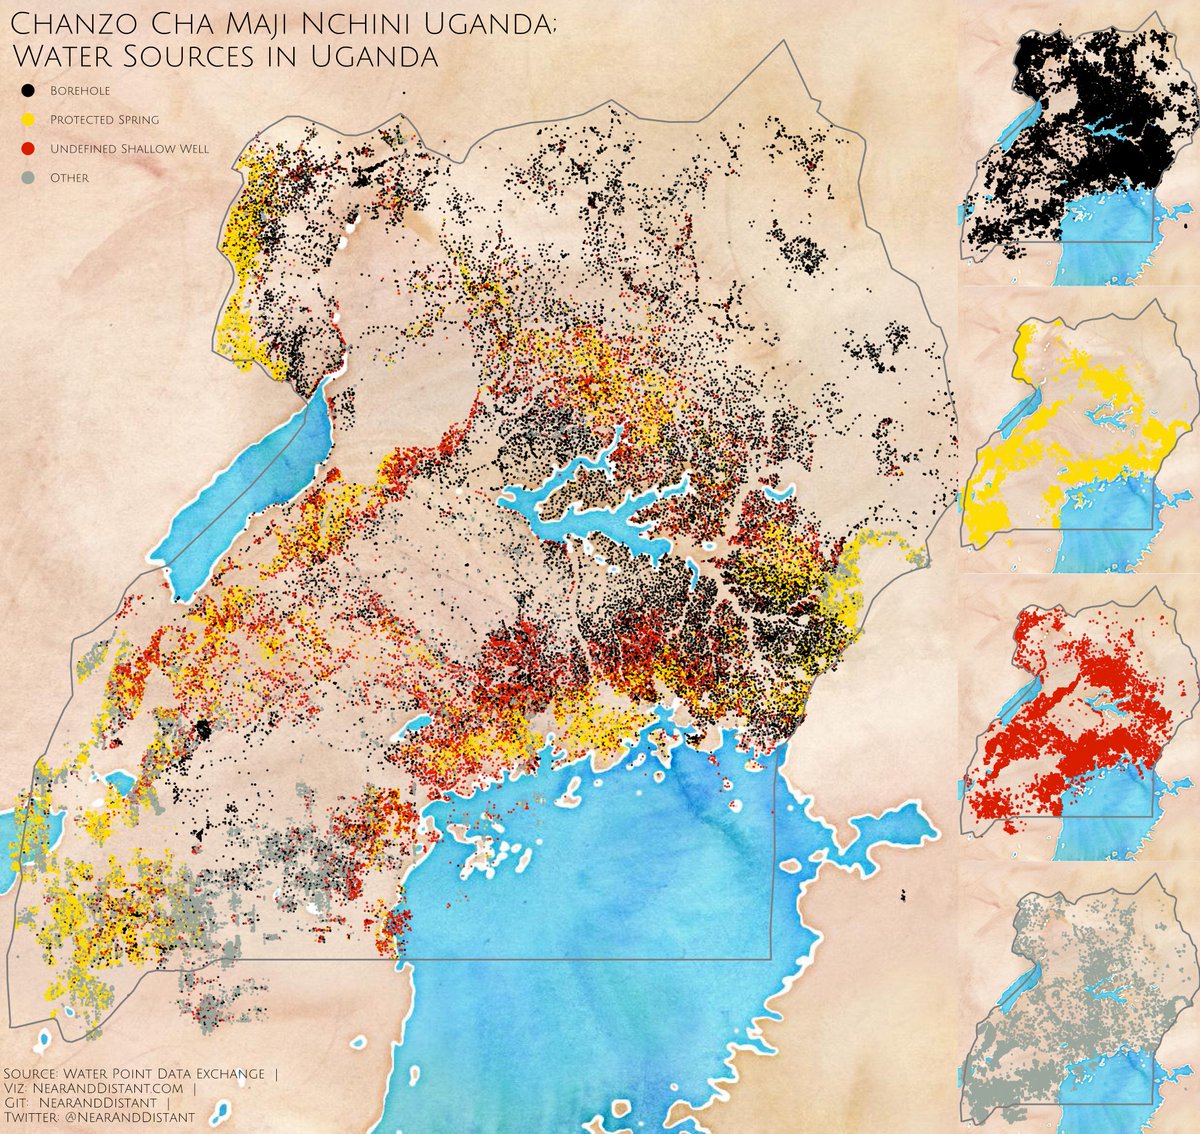 Chanzo Cha Maji Nchini Uganda;
Water Sources in Uganda
Borehole
Protected Spring
Undefined Shallow Well
Other
Source: Water Point Data Exchange |
viz: NearAndDistant.com |
Git: NearAndDistant |
Twitter: @NearAndDistant